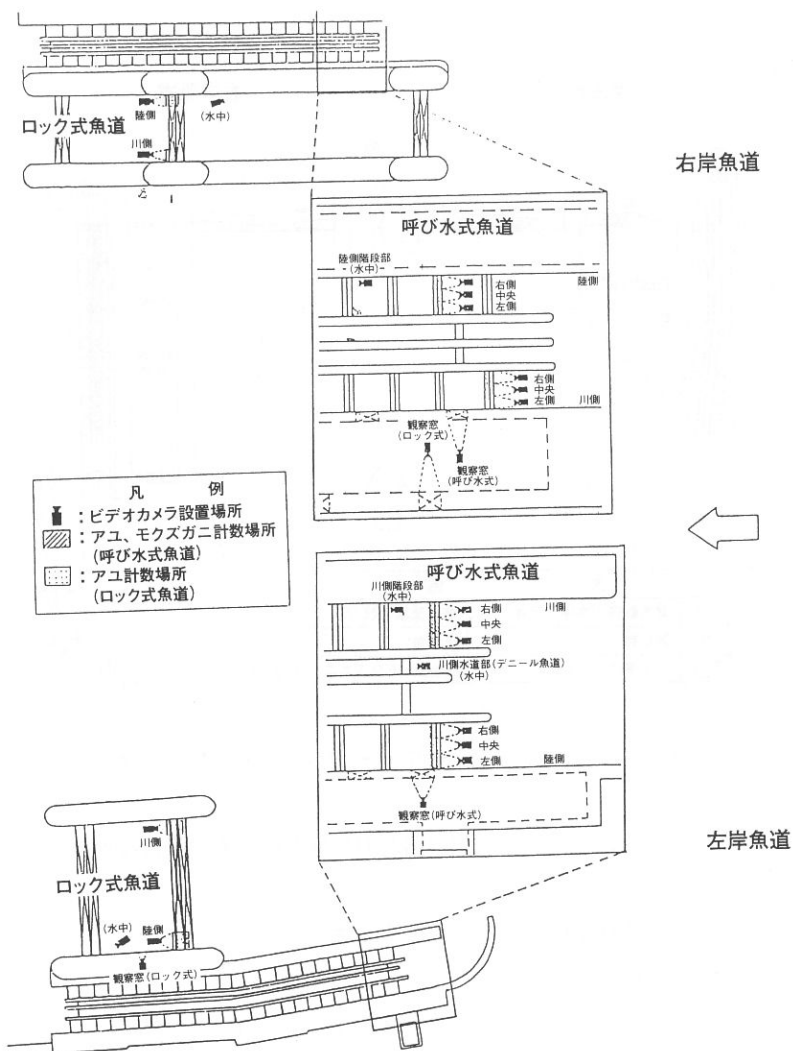 陸側
(水中)
ロック式魚道
川側
右岸魚道
呼び水式魚道
陸側階段部
(水中)
右側
陸側
中央
左側
右側
中央
左側
川側
観察窓
(ロック式)
観察窓
(呼び水式)
凡 例
:ビデオカメラ設置場所
:アユ、モクズガニ計数場所
(呼び水式魚道)
:アユ計数場所
(ロック式魚道)
呼び水式魚道
川側階段部
(水中)
右側
川側
中央
左側
川側水道部(デニール魚道)
(水中)
右側
中央
左側
陸側
観察窓(呼び水式)
左岸魚道
川側
ロック式魚道
(水中)
陸側
観察窓(ロック式)